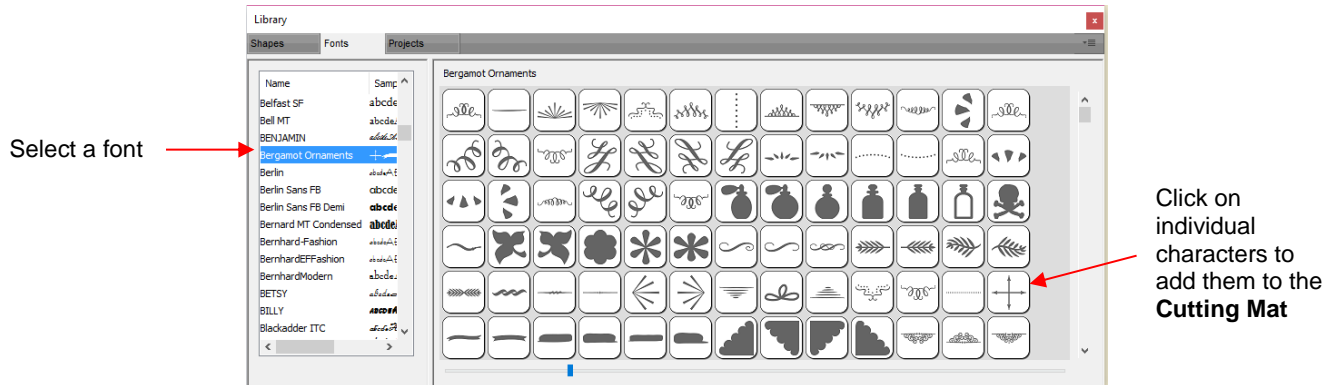 Library
x
Shapes Fonts Projects
Name Samp
Bergamot Ornaments
Belfast SF abcde
Bell MT abcde
BENJAMIN
Bergamot Ornaments
Berlin
Berlin Sans FB abcde
Berlin Sans FB Demi abcde
Bernard MT Condensed abcde
Bernhard-Fashion
BernhardEFFashion
BernhardModern abcde
BETSY
BILLY
Blackadder ITC
Select a font
Click on
individual
characters to
add them to the
Cutting Mat